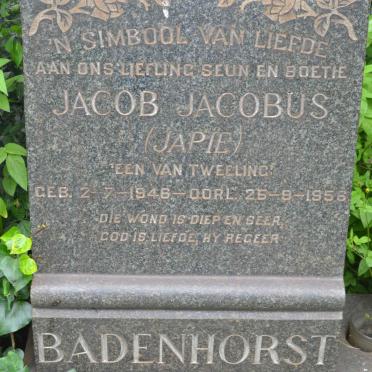 'N SIMBOOL VAN LIEFDE
AAN ONS LIEFLING SEUN EN BOETIE
JACOB JACOBUS
(JAPIE)
'EEN VAN TWEELING'
GEB. 2-7-1946 — OORL. 25-9-1956
DIE WOND IS DIEP EN SEER,
GOD IS LIEFDE, HY REGEER
BADENHORST